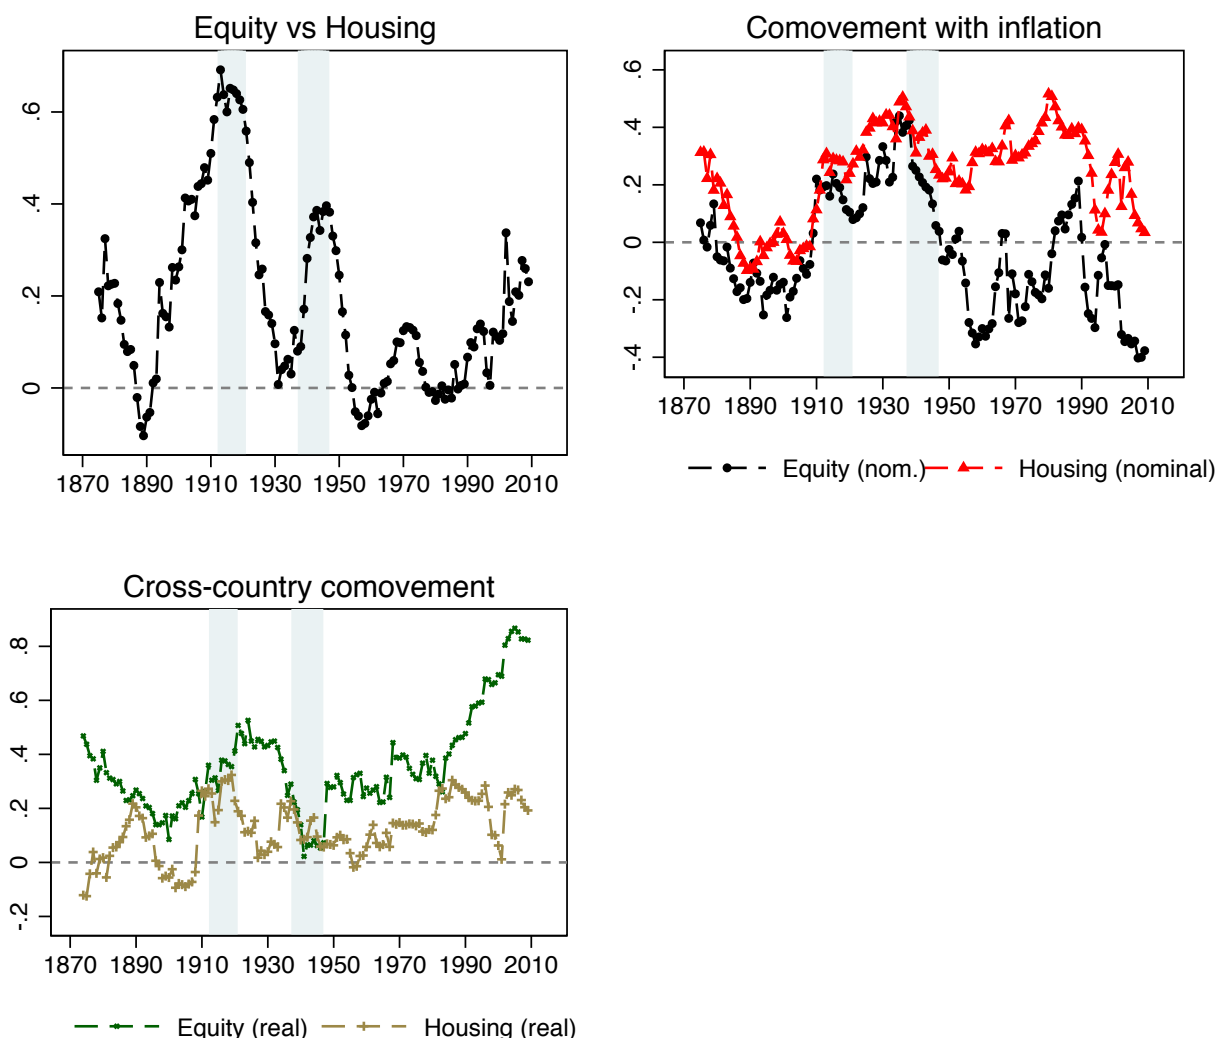 Equity vs Housing
.6
.4
.2
0
1870 1890 1910 1930 1950 1970 1990 2010
Comovement with inflation
.6
.4
.2
0
-.2
-.4
1870 1890 1910 1930 1950 1970 1990 2010
Equity (nom.) Housing (nominal)
Cross-country comovement
.8
.6
.4
.2
0
-.2
1870 1890 1910 1930 1950 1970 1990 2010
Equity (real) Housing (real)